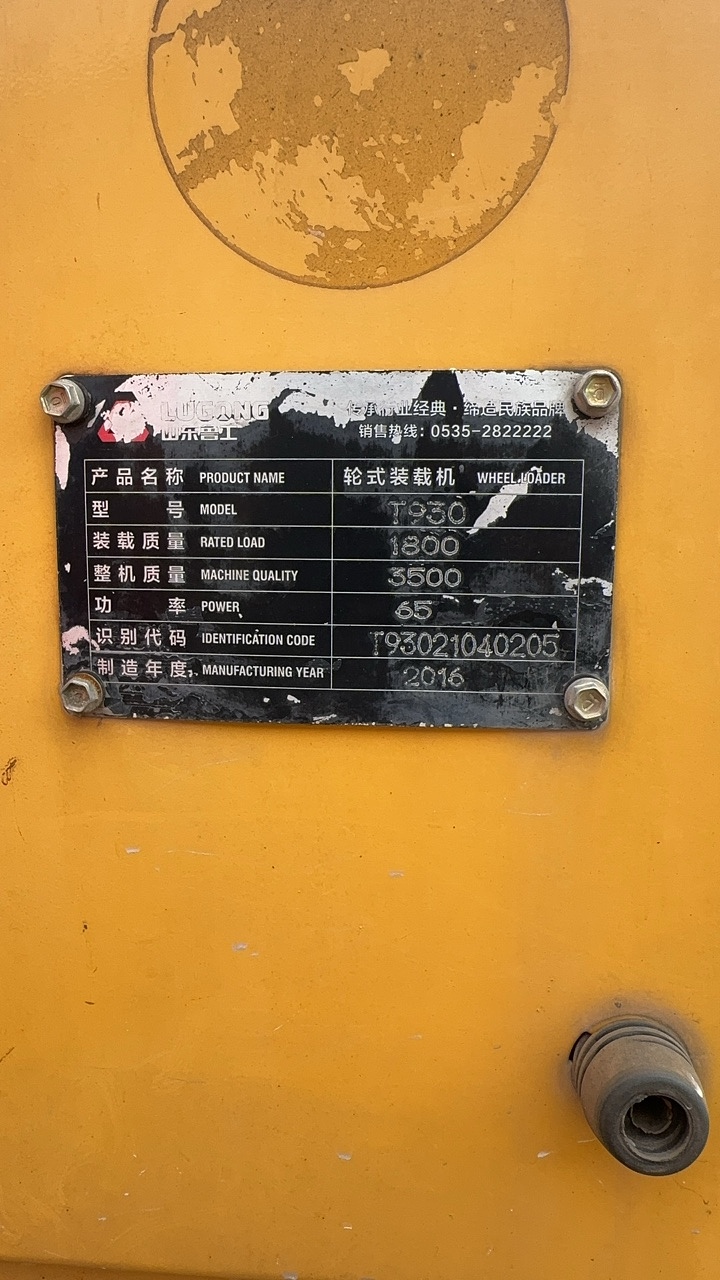 LUGONG
山东鲁工
传承鲁业经典·缔造民族品牌
销售热线：0535-2822222
产品名称 PRODUCT NAME 轮式装载机 WHEEL LOADER
型号 MODEL T930
装载质量 RATED LOAD 1800
整机质量 MACHINE QUALITY 3500
功率 POWER 65
识别代码 IDENTIFICATION CODE T93021040205
制造年度 MANUFACTURING YEAR 2016